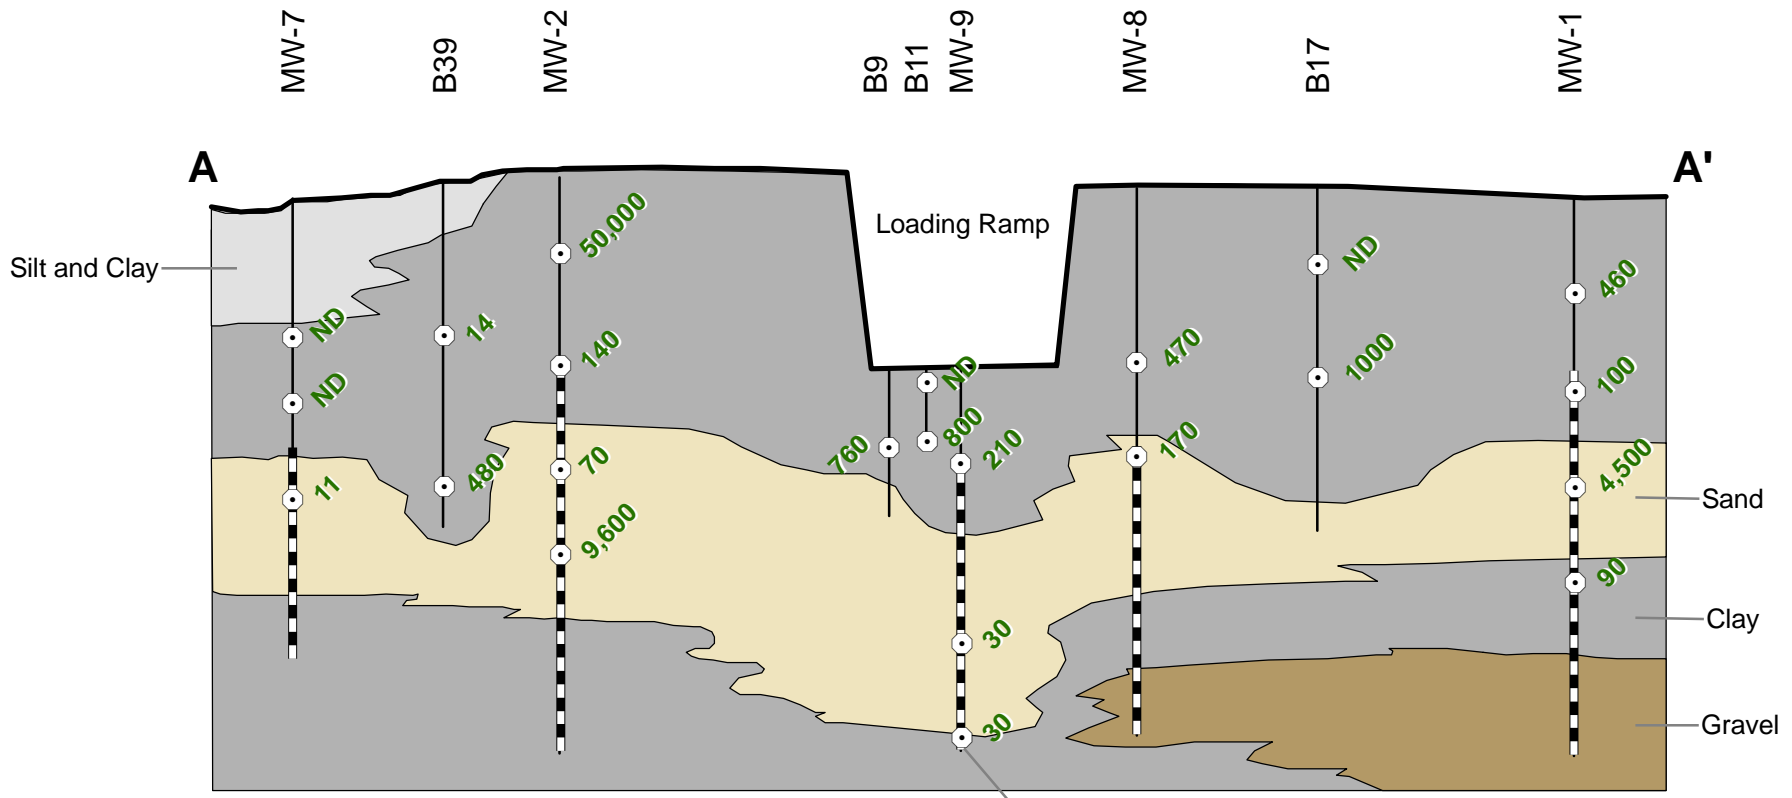 MW-7
B39
MW-2
B9
B11
MW-9
MW-8
B17
MW-1
A
A'
Loading Ramp
Silt and Clay
50,000
ND
460
ND
14
140
470
1000
100
ND
ND
800
760
210
170
11
480
70
4,500
Sand
9,600
90
30
Clay
30
Gravel